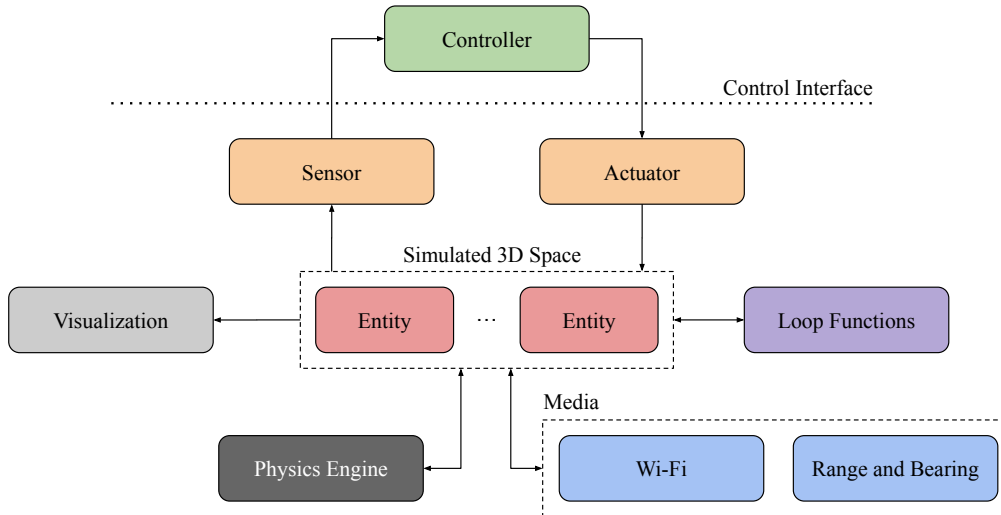 Controller
Control Interface
Sensor
Actuator
Simulated 3D Space
Visualization
Entity
...
Entity
Loop Functions
Media
Physics Engine
Wi-Fi
Range and Bearing